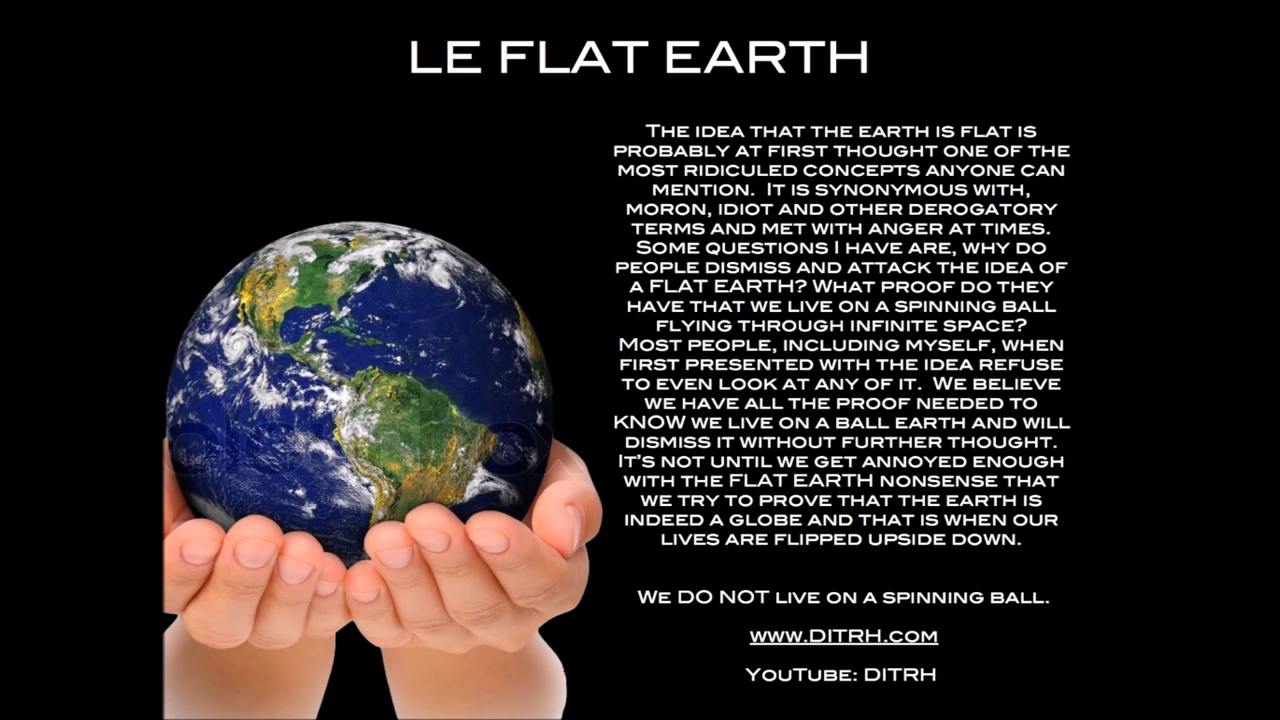 LE FLAT EARTH
THE IDEA THAT THE EARTH IS FLAT IS
PROBABLY AT FIRST THOUGHT ONE OF THE
MOST RIDICULED CONCEPTS ANYONE CAN
MENTION. IT IS SYNONYMOUS WITH,
MORON, IDIOT AND OTHER DEROGATORY
TERMS AND MET WITH ANGER AT TIMES.
SOME QUESTIONS I HAVE ARE, WHY DO
PEOPLE DISMISS AND ATTACK THE IDEA OF
A FLAT EARTH? WHAT PROOF DO THEY
HAVE THAT WE LIVE ON A SPINNING BALL
FLYING THROUGH INFINITE SPACE?
MOST PEOPLE, INCLUDING MYSELF, WHEN
FIRST PRESENTED WITH THE IDEA REFUSE
TO EVEN LOOK AT ANY OF IT. WE BELIEVE
WE HAVE ALL THE PROOF NEEDED TO
KNOW WE LIVE ON A BALL EARTH AND WILL
DISMISS IT WITHOUT FURTHER THOUGHT.
IT'S NOT UNTIL WE GET ANNOYED ENOUGH
WITH THE FLAT EARTH NONSENSE THAT
WE TRY TO PROVE THAT THE EARTH IS
INDEED A GLOBE AND THAT IS WHEN OUR
LIVES ARE FLIPPED UPSIDE DOWN.
WE DO NOT LIVE ON A SPINNING BALL.
WWW.DITRH.COM
YOUTUBE: DITRH